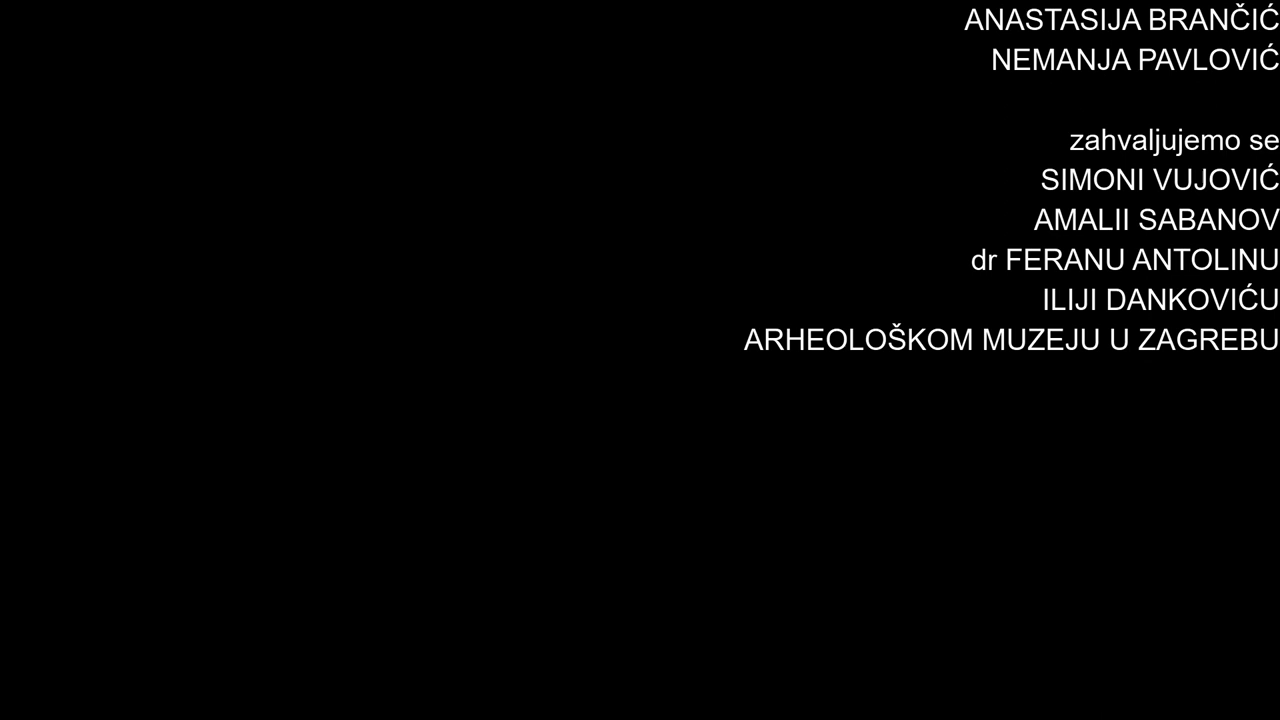 ANASTASIJA BRANČIĆ
NEMANJA PAVLOVIĆ
zahvaljujemo se
SIMONI VUJOVIĆ
AMALII SABANOV
dr FERANU ANTOLINU
ILIJI DANKOVIĆU
ARHEOLOŠKOM MUZEJU U ZAGREBU